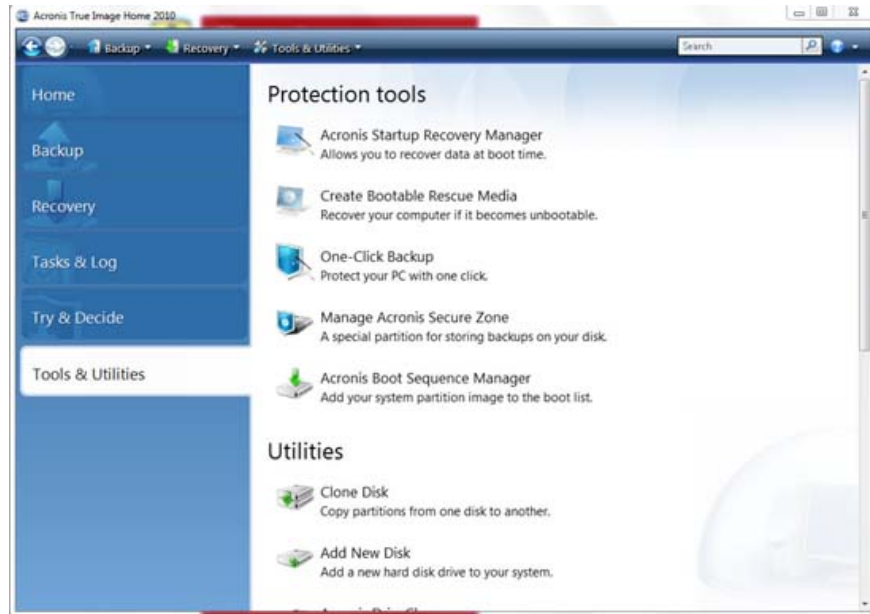 Acronis True Image Home 2010
Backup Recovery Tools & Utilities Search
Home
Backup
Recovery
Tasks & Log
Try & Decide
Tools & Utilities
Protection tools
Acronis Startup Recovery Manager
Allows you to recover data at boot time.
Create Bootable Rescue Media
Recover your computer if it becomes unbootable.
One-Click Backup
Protect your PC with one click.
Manage Acronis Secure Zone
A special partition for storing backups on your disk.
Acronis Boot Sequence Manager
Add your system partition image to the boot list.
Utilities
Clone Disk
Copy partitions from one disk to another.
Add New Disk
Add a new hard disk drive to your system.